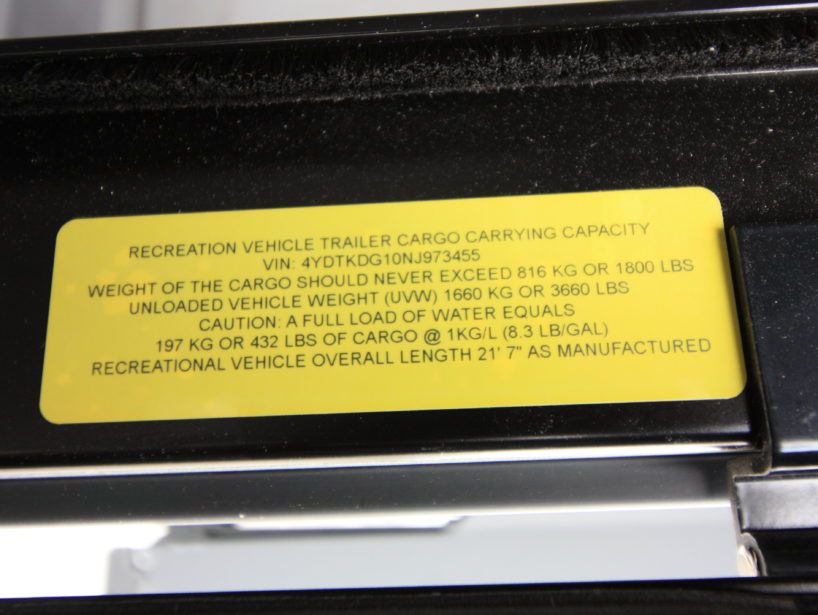 RECREATION VEHICLE TRAILER CARGO CARRYING CAPACITY
VIN: 4YDTKDG10NJ973455
WEIGHT OF THE CARGO SHOULD NEVER EXCEED 816 KG OR 1800 LBS
UNLOADED VEHICLE WEIGHT (UVW) 1660 KG OR 3660 LBS
CAUTION: A FULL LOAD OF WATER EQUALS
197 KG OR 432 LBS OF CARGO @ 1KG/L (8.3 LB/GAL)
RECREATIONAL VEHICLE OVERALL LENGTH 21' 7" AS MANUFACTURED